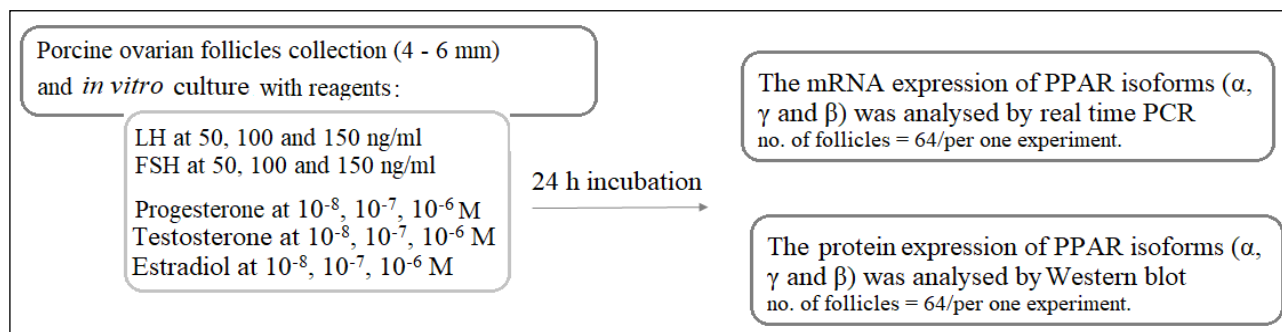 Porcine ovarian follicles collection (4 - 6 mm)
and in vitro culture with reagents:
LH at 50, 100 and 150 ng/ml
FSH at 50, 100 and 150 ng/ml
Progesterone at 10⁻⁸, 10⁻⁷, 10⁻⁶ M
Testosterone at 10⁻⁸, 10⁻⁷, 10⁻⁶ M
Estradiol at 10⁻⁸, 10⁻⁷, 10⁻⁶ M
24 h incubation
The mRNA expression of PPAR isoforms (α,
γ and β) was analysed by real time PCR
no. of follicles = 64/per one experiment.
The protein expression of PPAR isoforms (α,
γ and β) was analysed by Western blot
no. of follicles = 64/per one experiment.